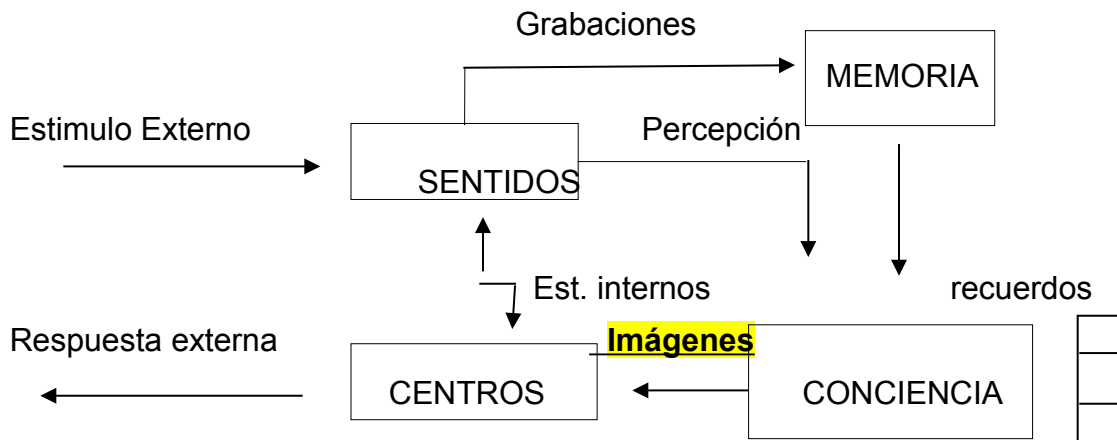 Grabaciones
MEMORIA
Estimulo Externo
Percepción
SENTIDOS
Est. internos
recuerdos
Respuesta externa
Imágenes
CENTROS
CONCIENCIA